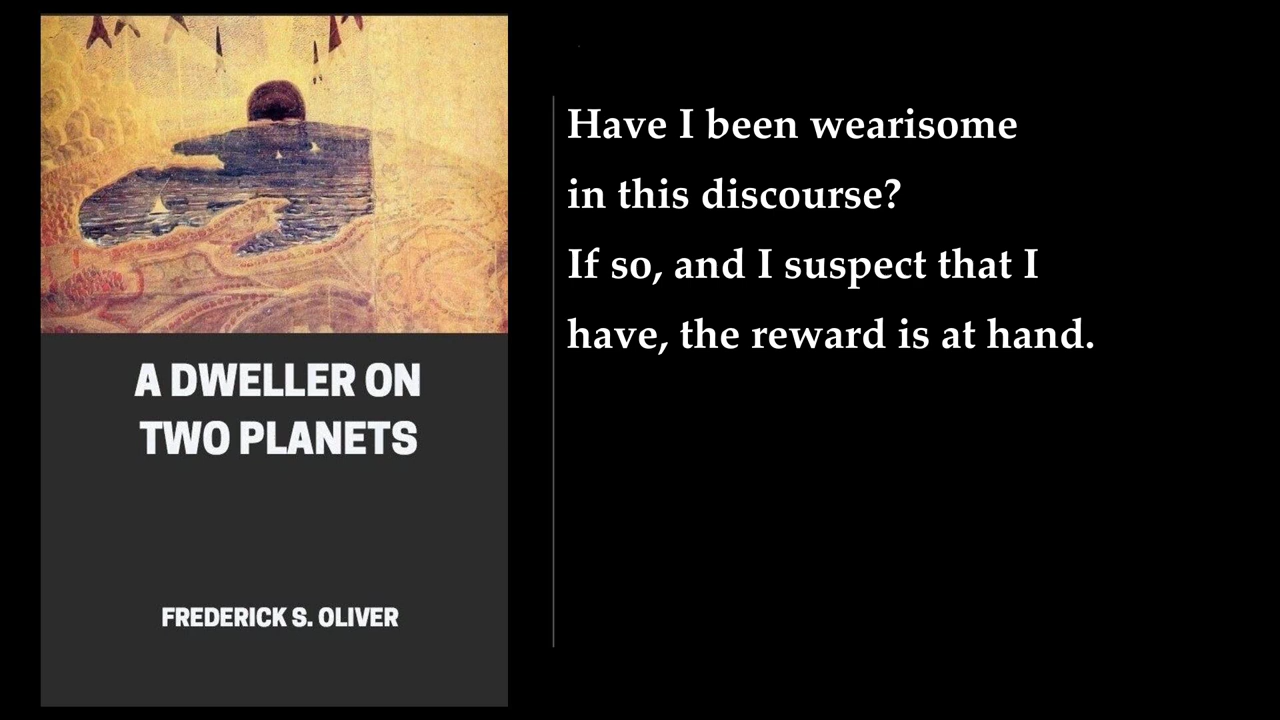 A DWELLER ON
TWO PLANETS
FREDERICK S. OLIVER
Have I been wearisome
in this discourse?
If so, and I suspect that I
have, the reward is at hand.